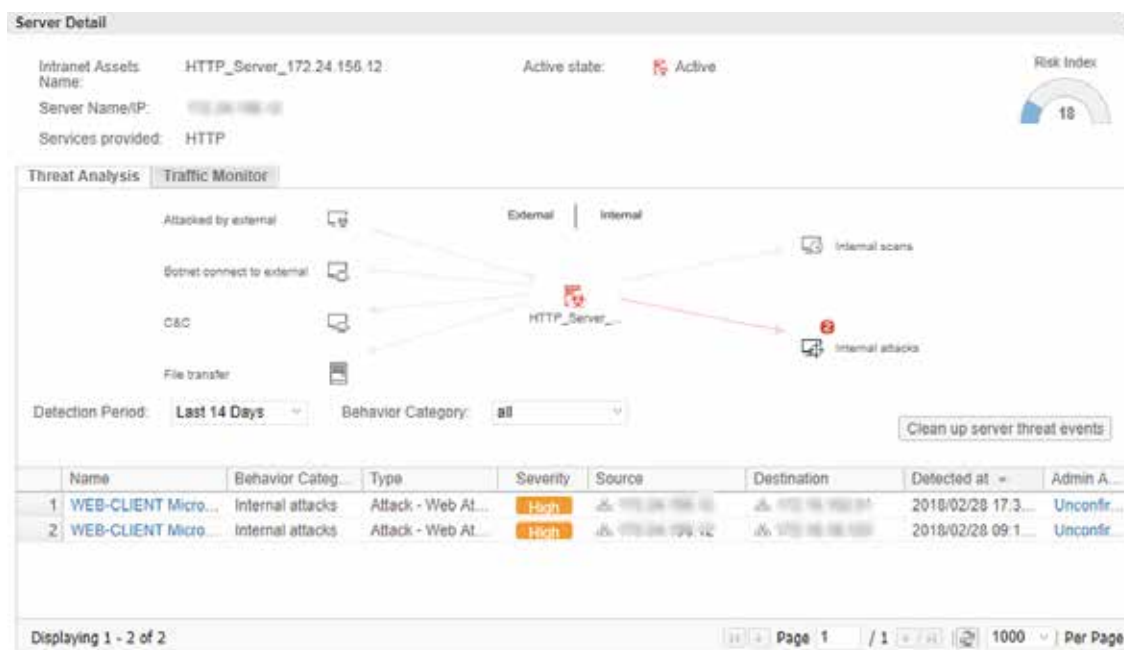 Server Detail
Intranet Assets Name: HTTP_Server_172.24.156.12 Active state: Active Risk Index
Server Name/IP: 18
Services provided: HTTP
Threat Analysis Traffic Monitor
Attacked by external External Internal
Internal scans
Botnet connect to external
HTTP_Server_...
C&C 2
Internal attacks
File transfer
Detection Period: Last 14 Days Behavior Category: all
Clean up server threat events
Name Behavior Categ... Type Severity Source Destination Detected at Admin A...
1 WEB-CLIENT Micro... Internal attacks Attack - Web At... High 2018/02/28 17:3... Unconfir...
2 WEB-CLIENT Micro... Internal attacks Attack - Web At... High 2018/02/28 09:1... Unconfir...
Displaying 1 - 2 of 2 Page 1 / 1 1000 Per Page